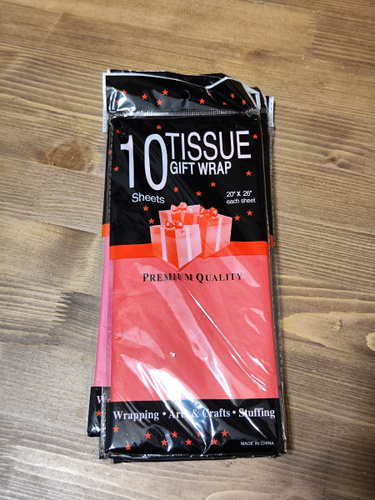 10 TISSUE
GIFT WRAP
Sheets
20" X 26"
each sheet
PREMIUM QUALITY
W
Wrapping • Arts & Crafts • Stuffing
MADE IN CHINA